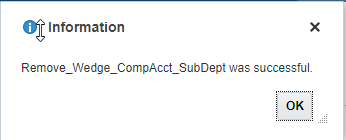 Information
Remove_Wedge_CompAcct_SubDept was successful.
OK